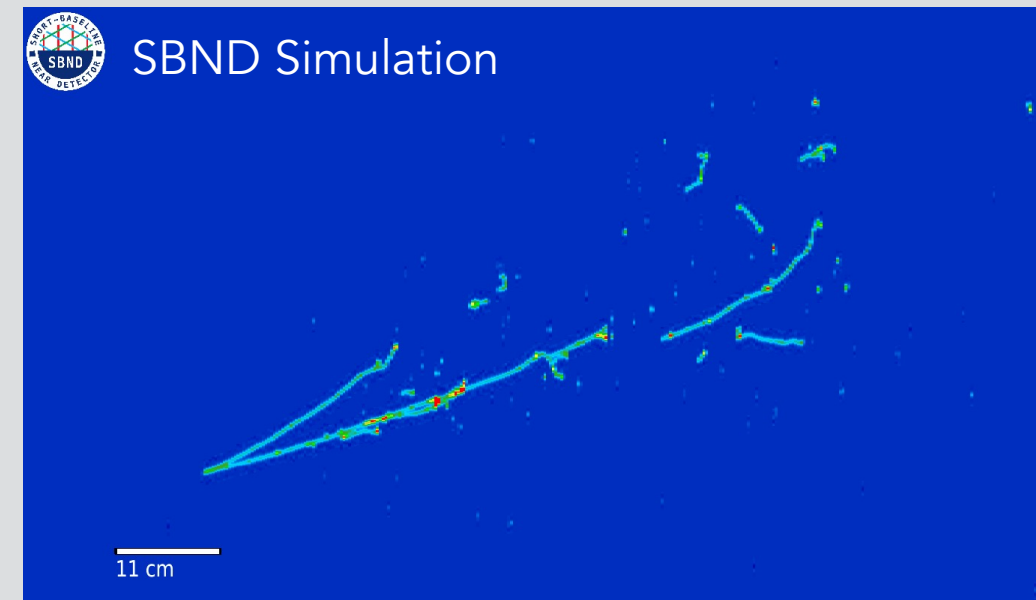 SHORT-BASELINE
SBND
NEAR DETECTOR
SBND Simulation
11 cm